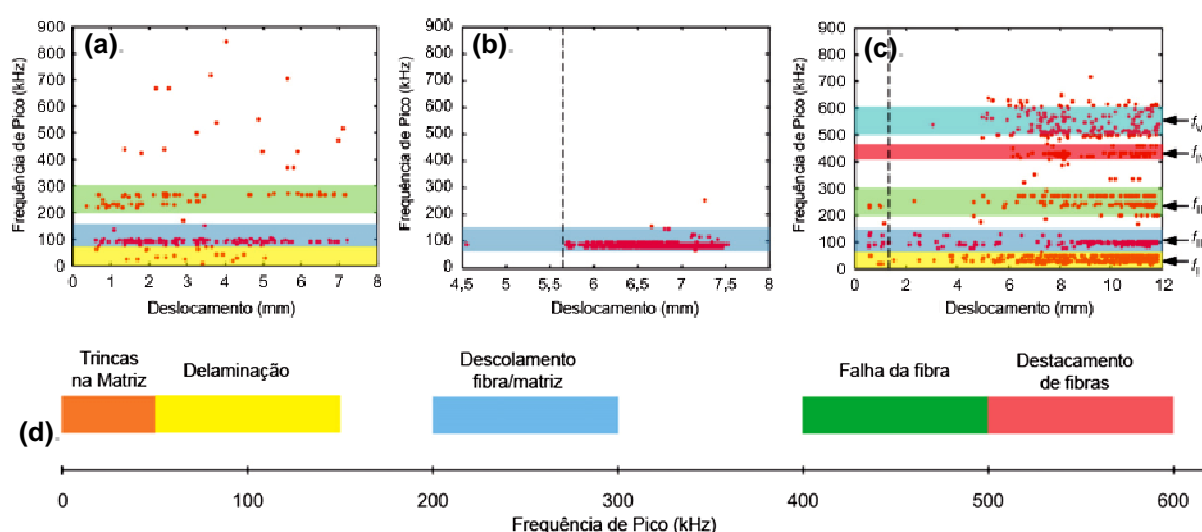 (a)
Frequência de Pico (kHz)
900
800
700
600
500
400
300
200
100
0
0 1 2 3 4 5 6 7 8
Deslocamento (mm)
(b)
Frequência de Pico (kHz)
900
800
700
600
500
400
300
200
100
0
4,5 5 5,5 6 6,5 7 7,5 8
Deslocamento (mm)
(c)
Frequência de Pico (kHz)
900
800
700
600
500
400
300
200
100
0
0 2 4 6 8 10 12
Deslocamento (mm)
Trincas
na Matriz
Delaminação
Descolamento
fibra/matriz
Falha da fibra
Destacamento
de fibras
(d)
0 100 200 300 400 500 600
Frequência de Pico (kHz)